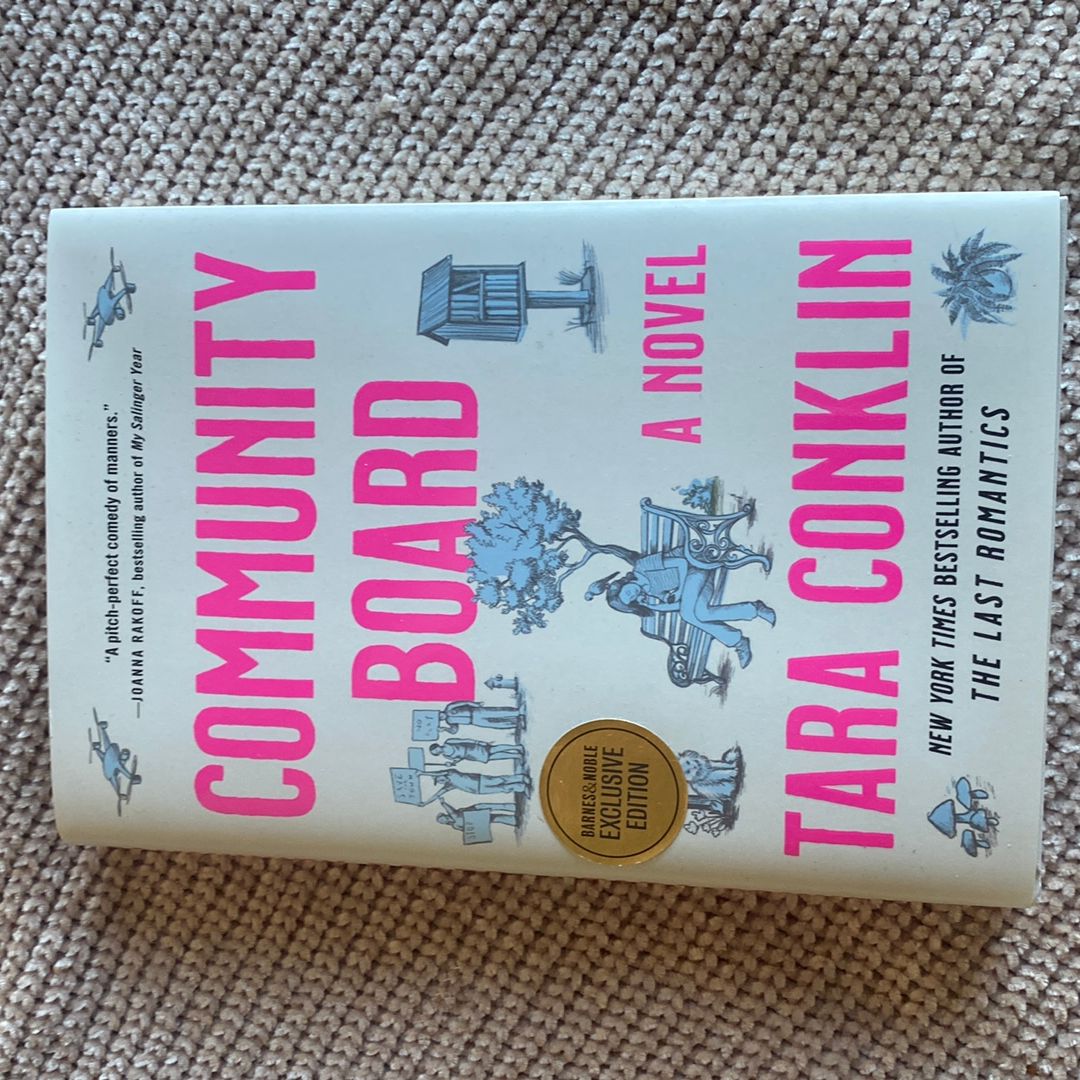 "A pitch-perfect comedy of manners."
—JOANNA RAKOFF, bestselling author of My Salinger Year
COMMUNITY
BOARD
A NOVEL
BARNES & NOBLE
EXCLUSIVE
EDITION
TARA CONKLIN
NEW YORK TIMES BESTSELLING AUTHOR OF
THE LAST ROMANTICS